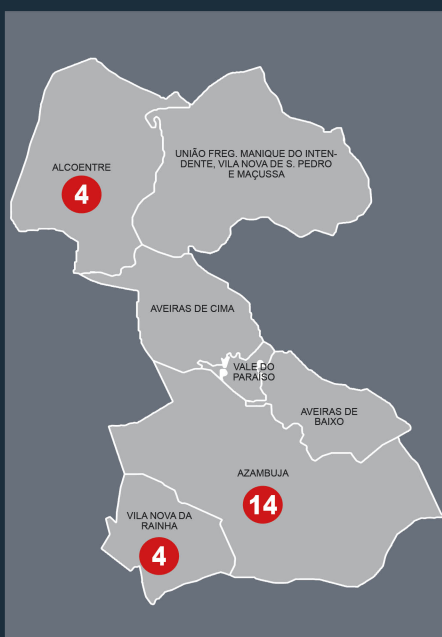 UNIÃO FREG. MANIQUE DO INTEN-
DENTE, VILA NOVA DE S. PEDRO
E MAÇUSSA
ALCOENTRE
4
AVEIRAS DE CIMA
VALE DO
PARAÍSO
AVEIRAS DE
BAIXO
AZAMBUJA
14
VILA NOVA DA
RAINHA
4